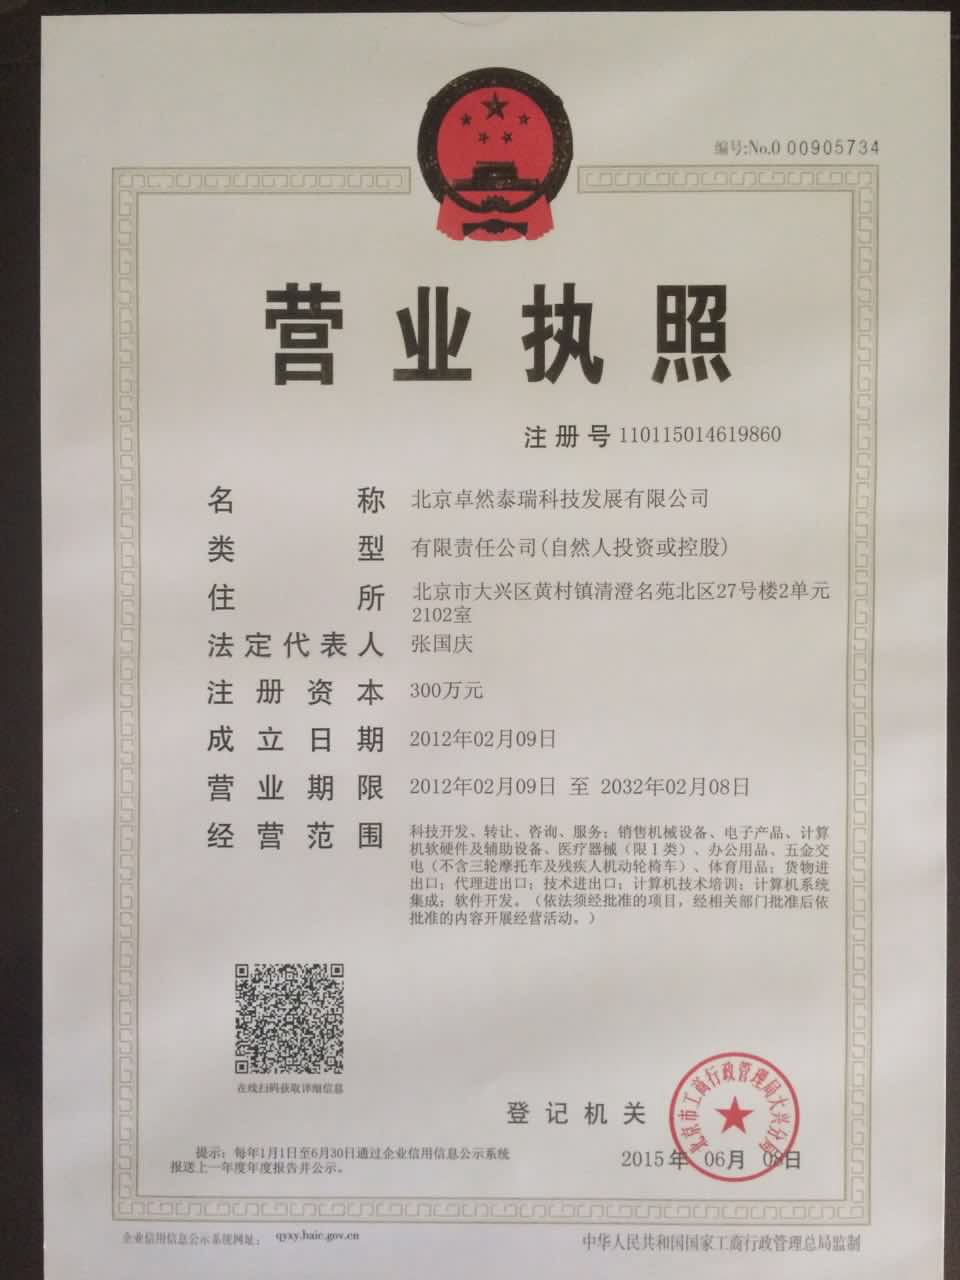 编号:No.0 00905734
营业执照
注册号 110115014619860
名称 北京卓然泰瑞科技发展有限公司
类型 有限责任公司(自然人投资或控股)
住所 北京市大兴区黄村镇清澄名苑北区27号楼2单元
2102室
法定代表人 张国庆
注册资本 300万元
成立日期 2012年02月09日
营业期限 2012年02月09日 至 2032年02月08日
经营范围 科技开发、转让、咨询、服务；销售机械设备、电子产品、计算
机软硬件及辅助设备、医疗器械（限Ⅰ类）、办公用品、五金交
电（不含三轮摩托车及残疾人机动轮椅车）、体育用品；货物进
出口；代理进出口；技术进出口；计算机技术培训；计算机系统
集成；软件开发。（依法须经批准的项目，经相关部门批准后依
批准的内容开展经营活动。）
在线扫码获取详细信息
登记机关
北京市工商行政管理局大兴分局
2015年 06月 08日
提示：每年1月1日至6月30日通过企业信用信息公示系统
报送上一年度年度报告并公示。
企业信用信息公示系统网址： qyxy.baic.gov.cn
中华人民共和国国家工商行政管理总局监制